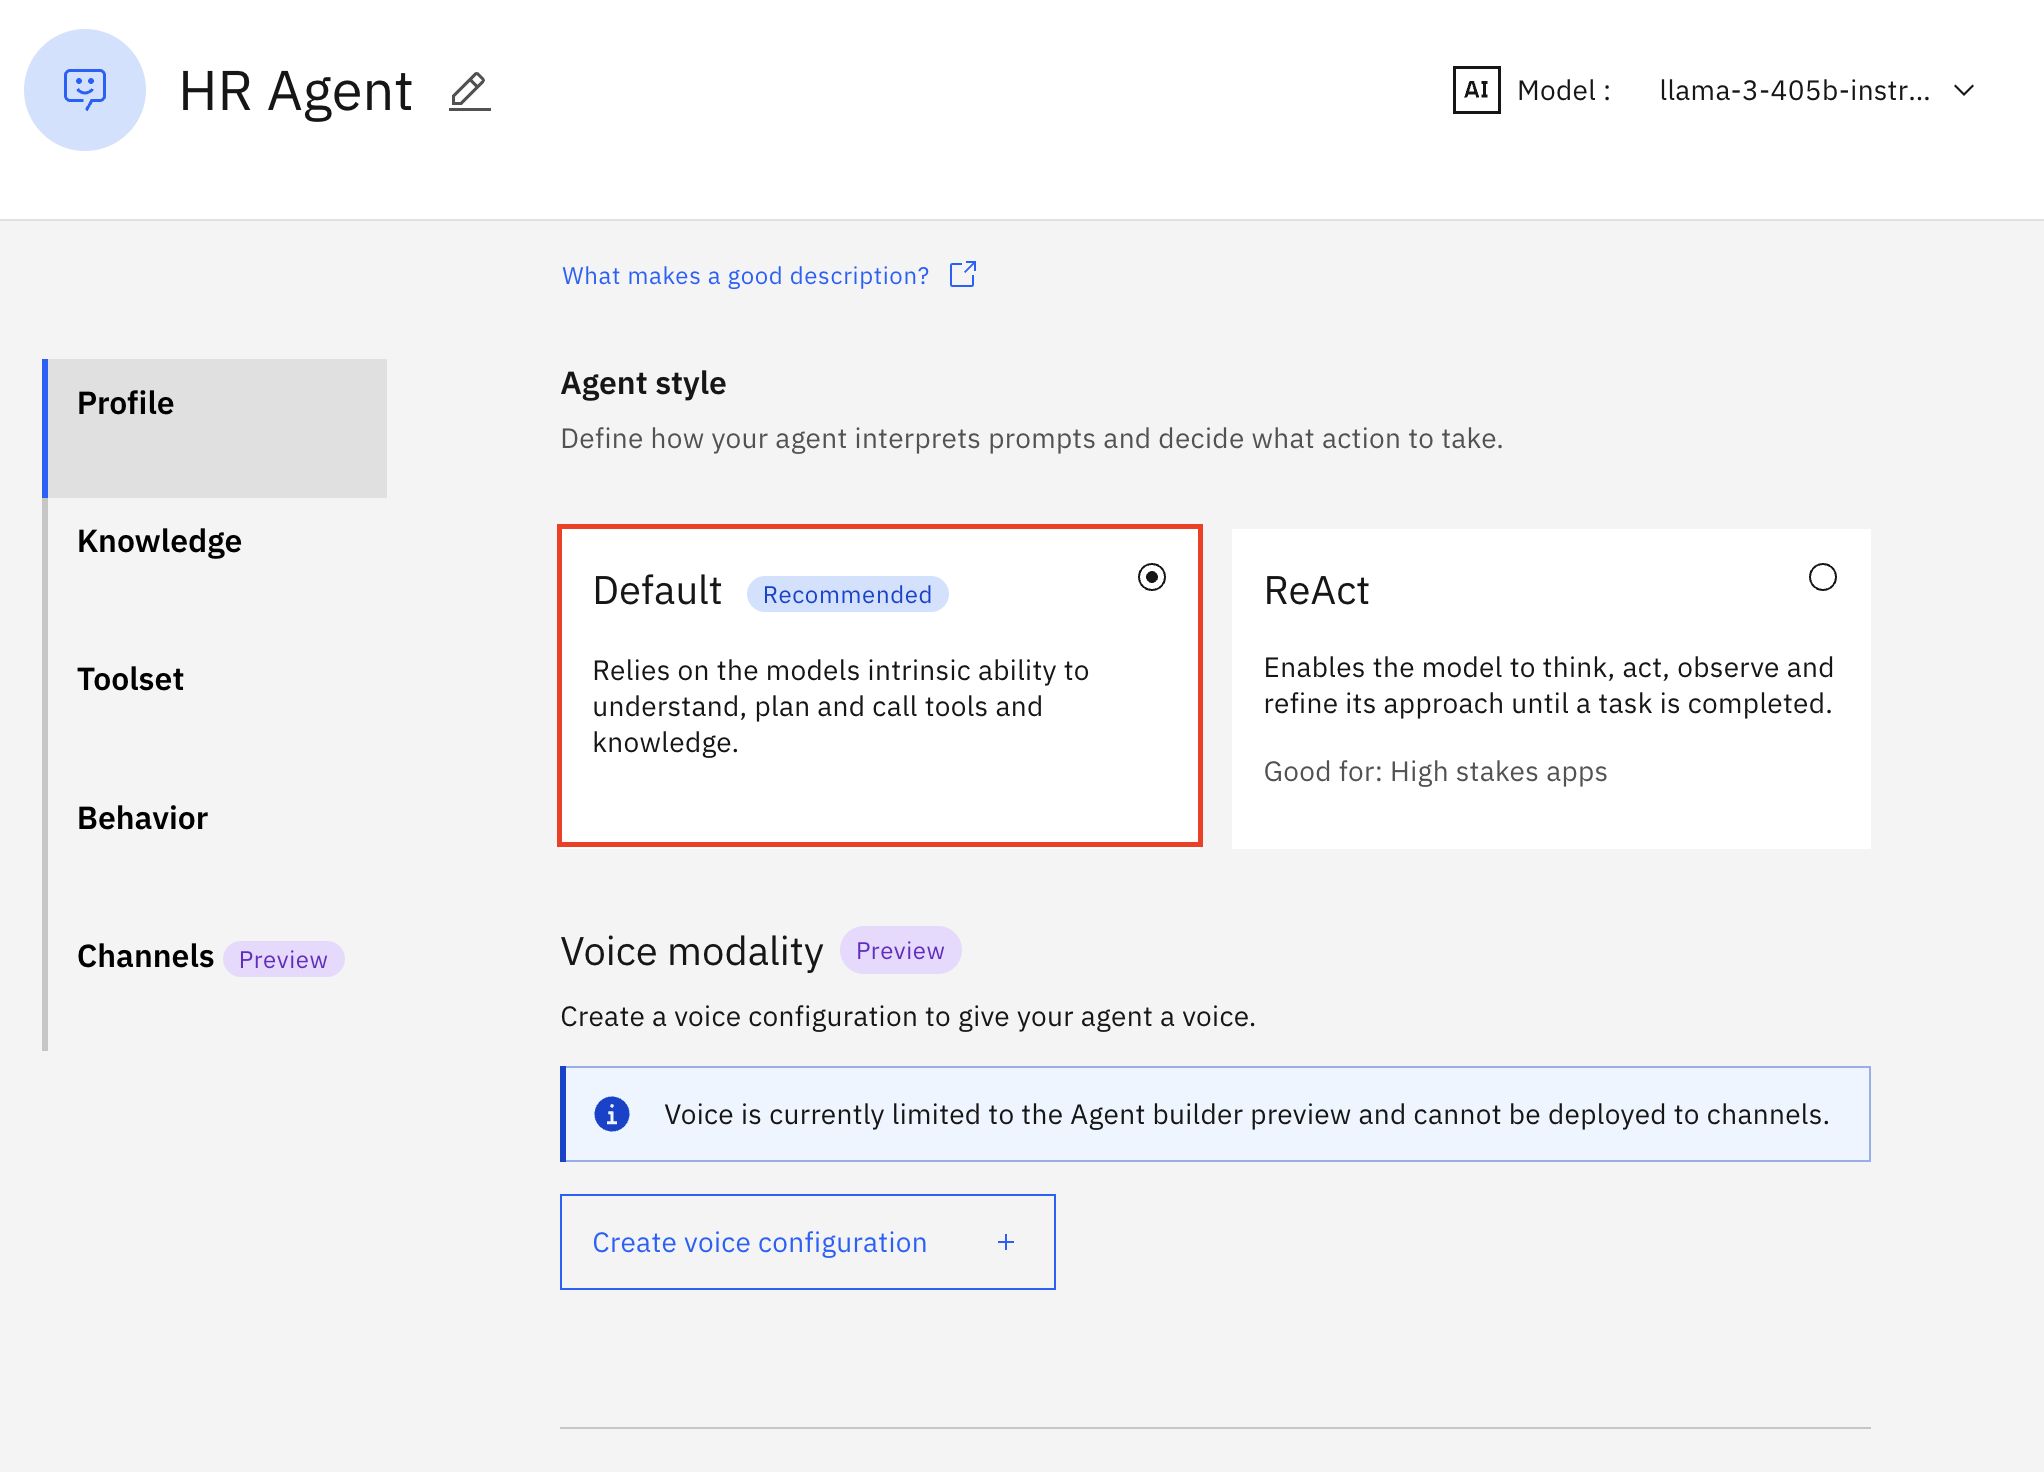 HR Agent
AI Model : llama-3-405b-instr...
What makes a good description?
Profile
Knowledge
Toolset
Behavior
Channels Preview
Agent style
Define how your agent interprets prompts and decide what action to take.
Default Recommended
Relies on the models intrinsic ability to
understand, plan and call tools and
knowledge.
ReAct
Enables the model to think, act, observe and
refine its approach until a task is completed.
Good for: High stakes apps
Voice modality Preview
Create a voice configuration to give your agent a voice.
Voice is currently limited to the Agent builder preview and cannot be deployed to channels.
Create voice configuration +